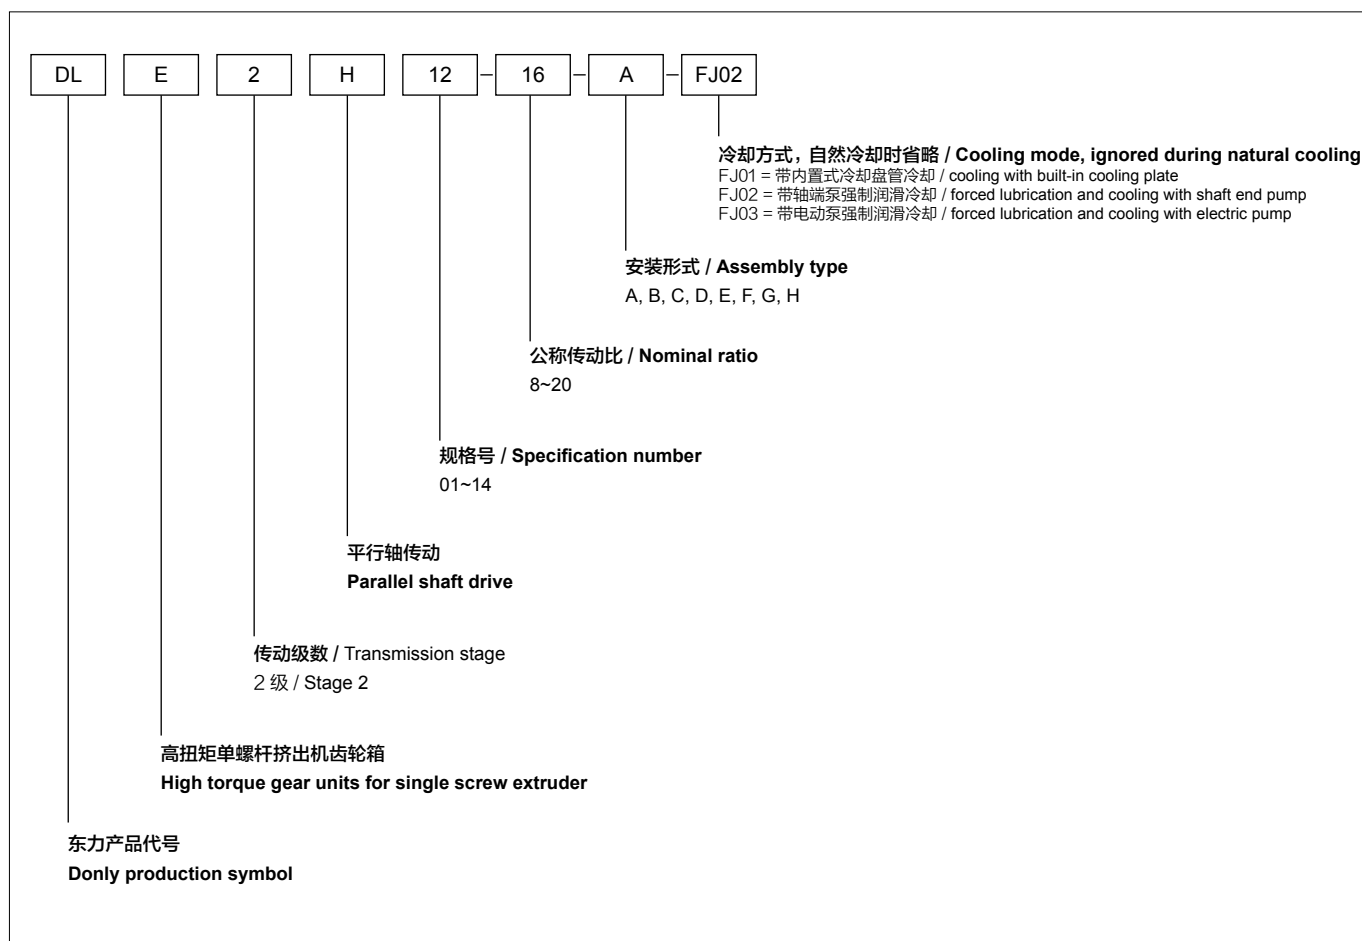 DL E 2 H 12 – 16 – A – FJ02
冷却方式，自然冷却时省略 / Cooling mode, ignored during natural cooling
FJ01 = 带内置式冷却盘管冷却 / cooling with built-in cooling plate
FJ02 = 带轴端泵强制润滑冷却 / forced lubrication and cooling with shaft end pump
FJ03 = 带电动泵强制润滑冷却 / forced lubrication and cooling with electric pump
安装形式 / Assembly type
A, B, C, D, E, F, G, H
公称传动比 / Nominal ratio
8~20
规格号 / Specification number
01~14
平行轴传动
Parallel shaft drive
传动级数 / Transmission stage
2 级 / Stage 2
高扭矩单螺杆挤出机齿轮箱
High torque gear units for single screw extruder
东力产品代号
Donly production symbol